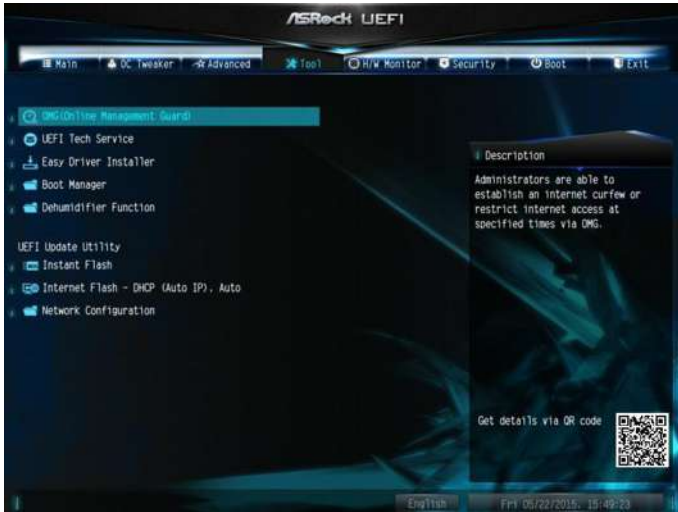 ASRock UEFI
Main OC Tweaker Advanced Tool H/W Monitor Security Boot Exit
OMG(Online Management Guard)
UEFI Tech Service
Easy Driver Installer
Boot Manager
Dehumidifier Function
UEFI Update Utility
Instant Flash
Internet Flash - DHCP (Auto IP), Auto
Network Configuration
Description
Administrators are able to
establish an internet curfew or
restrict internet access at
specified times via OMG.
Get details via QR code
English
Fri 05/22/2015, 15:49:23